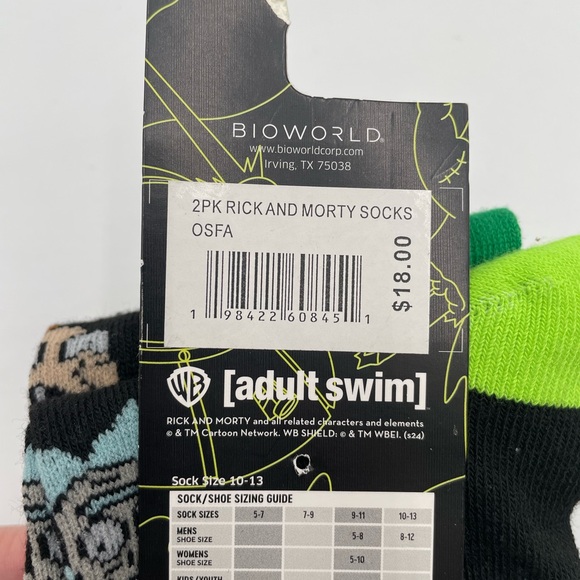 BIOWORLD®
www.bioworldcorp.com
Irving, TX 75038
2PK RICK AND MORTY SOCKS
OSFA
$18.00
1 98422 60845 1
WB [adult swim]
RICK AND MORTY and all related characters and elements
© & TM Cartoon Network. WB SHIELD: © & TM WBEI. (s24)
Sock Size 10-13
SOCK/SHOE SIZING GUIDE
SOCK SIZES 5-7 7-9 9-11 10-13
MENS 5-8 8-12
SHOE SIZE
WOMENS 5-10
SHOE SIZE
KIDS/YOUTH